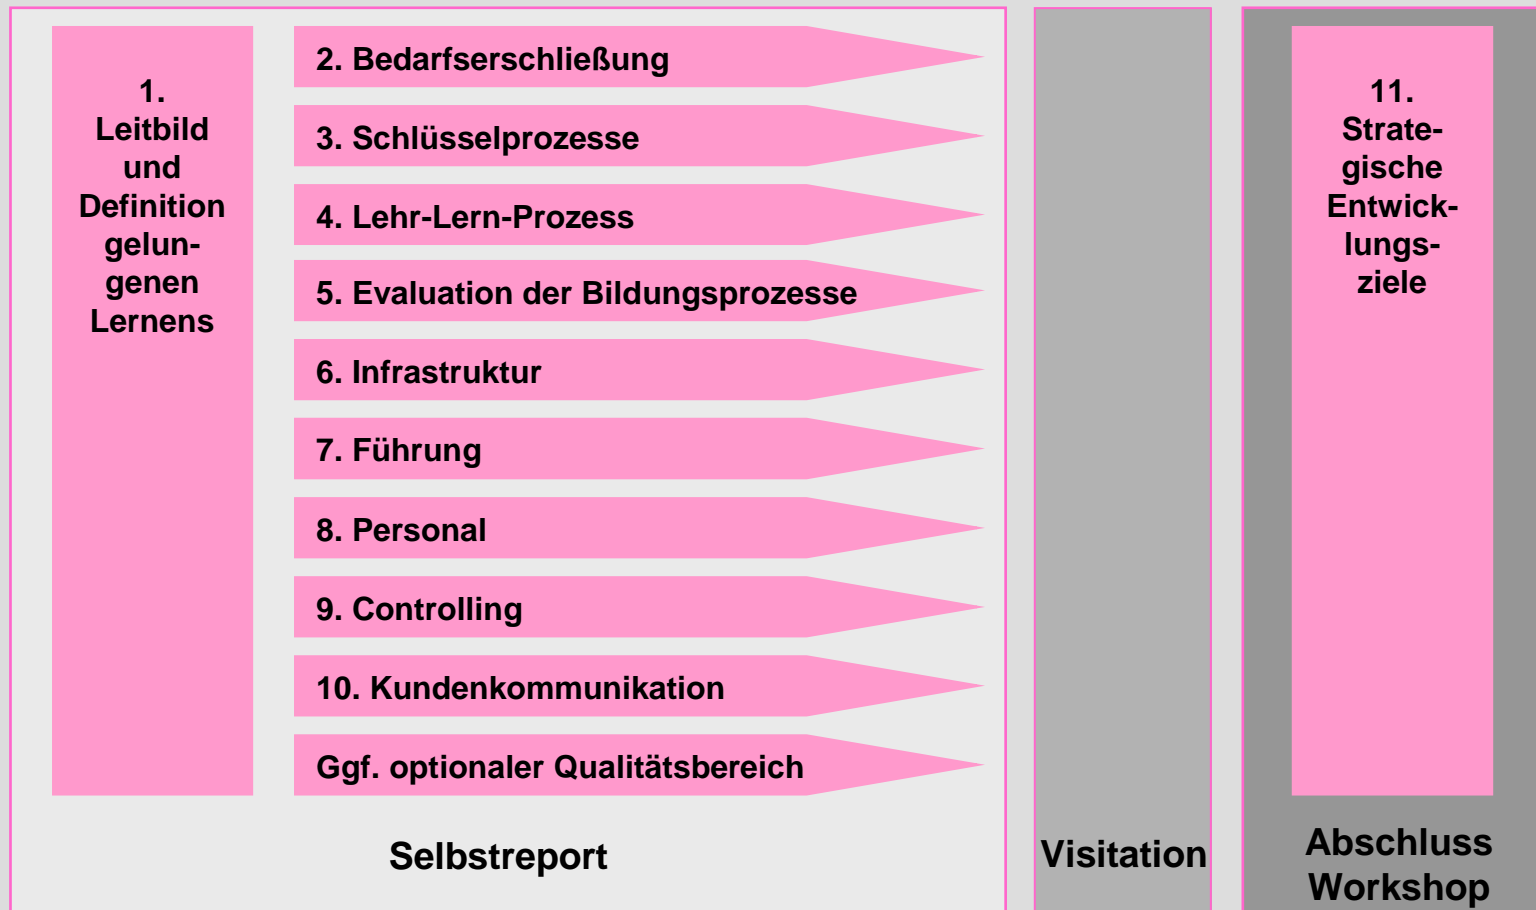 1.
Leitbild
und
Definition
gelun-
genen
Lernens
2. Bedarfserschließung
3. Schlüsselprozesse
4. Lehr-Lern-Prozess
5. Evaluation der Bildungsprozesse
6. Infrastruktur
7. Führung
8. Personal
9. Controlling
10. Kundenkommunikation
Ggf. optionaler Qualitätsbereich
Selbstreport
Visitation
11.
Strate-
gische
Entwick-
lungs-
ziele
Abschluss
Workshop